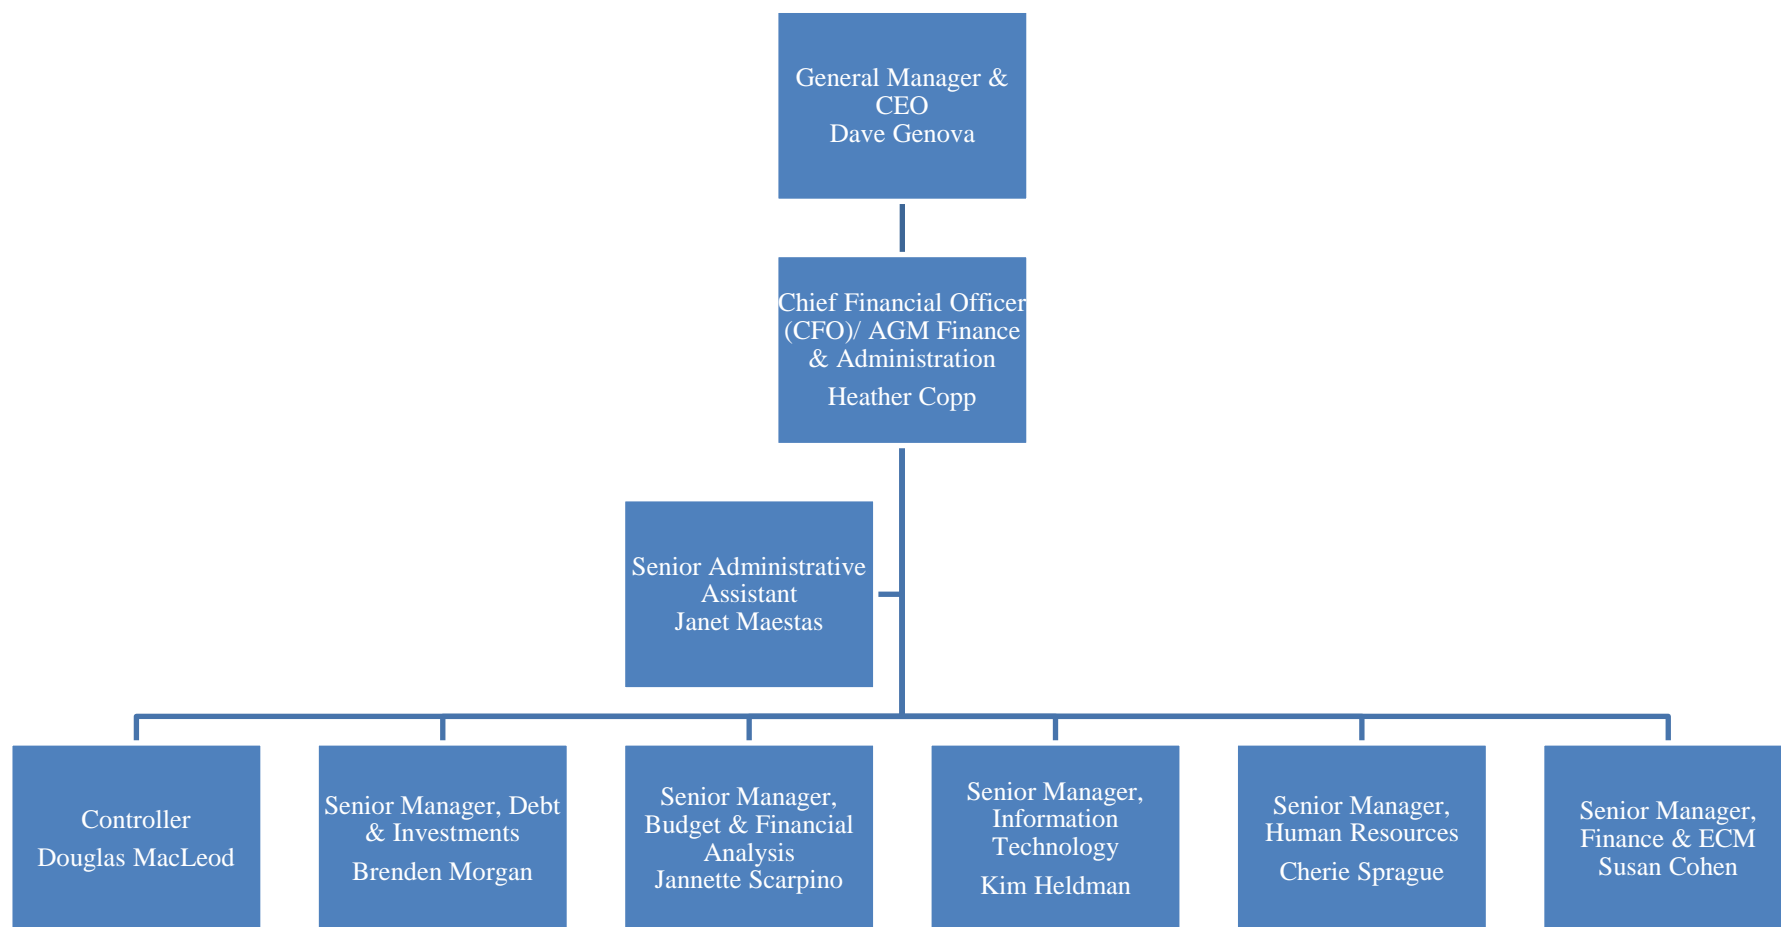 General Manager &
CEO
Dave Genova
Chief Financial Officer
(CFO)/ AGM Finance
& Administration
Heather Copp
Senior Administrative
Assistant
Janet Maestas
Controller
Douglas MacLeod
Senior Manager, Debt
& Investments
Brenden Morgan
Senior Manager,
Budget & Financial
Analysis
Jannette Scarpino
Senior Manager,
Information
Technology
Kim Heldman
Senior Manager,
Human Resources
Cherie Sprague
Senior Manager,
Finance & ECM
Susan Cohen